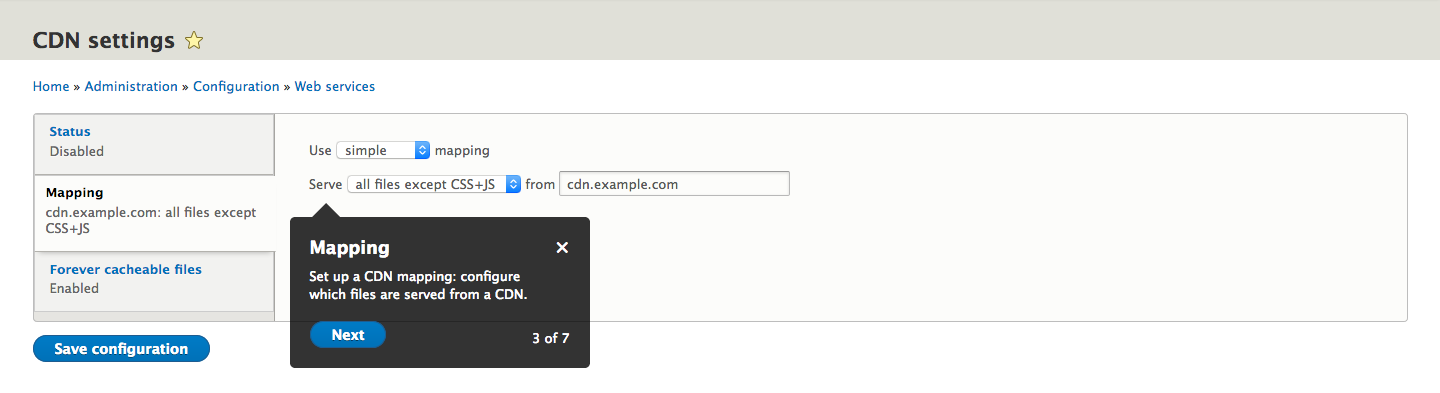 CDN settings
Home » Administration » Configuration » Web services
Status
Disabled
Mapping
cdn.example.com: all files except
CSS+JS
Forever cacheable files
Enabled
Use simple mapping
Serve all files except CSS+JS from cdn.example.com
Mapping ×
Set up a CDN mapping: configure
which files are served from a CDN.
Next 3 of 7
Save configuration